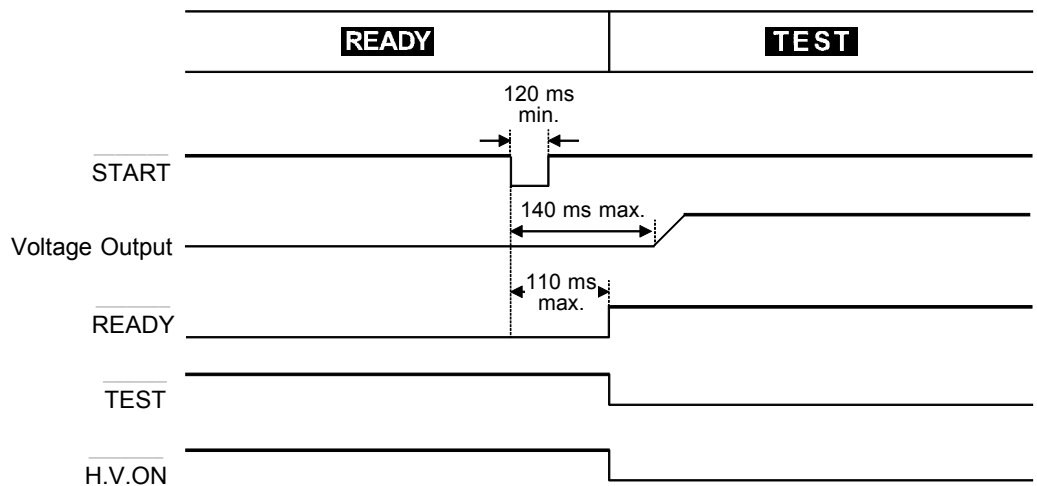 READY
TEST
120 ms
min.
START
140 ms max.
Voltage Output
110 ms
max.
READY
TEST
H.V.ON